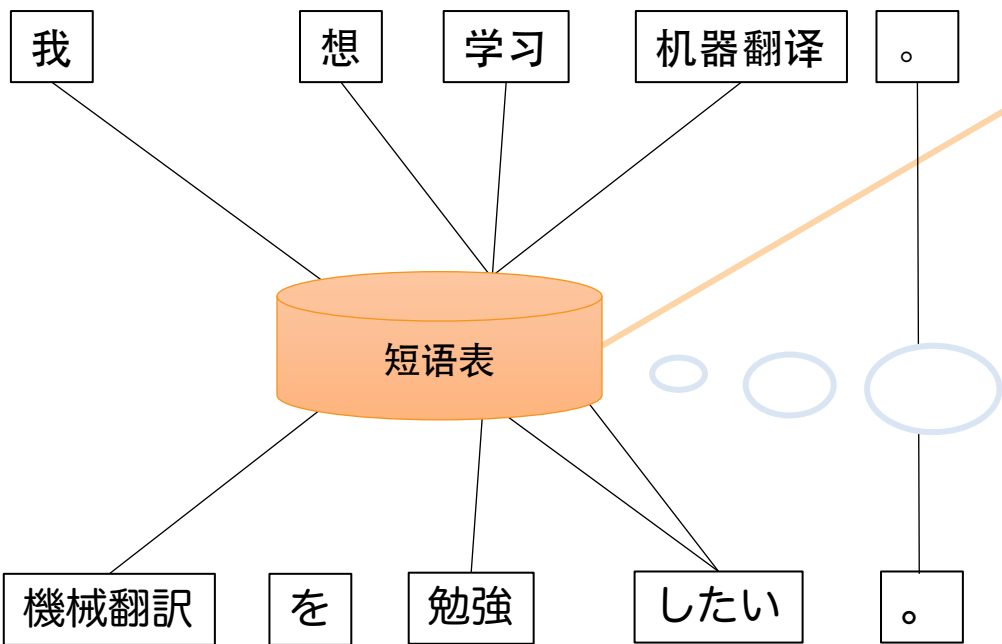 我 想 学习 机器翻译 。
短语表
機械翻訳 を 勉強 したい 。